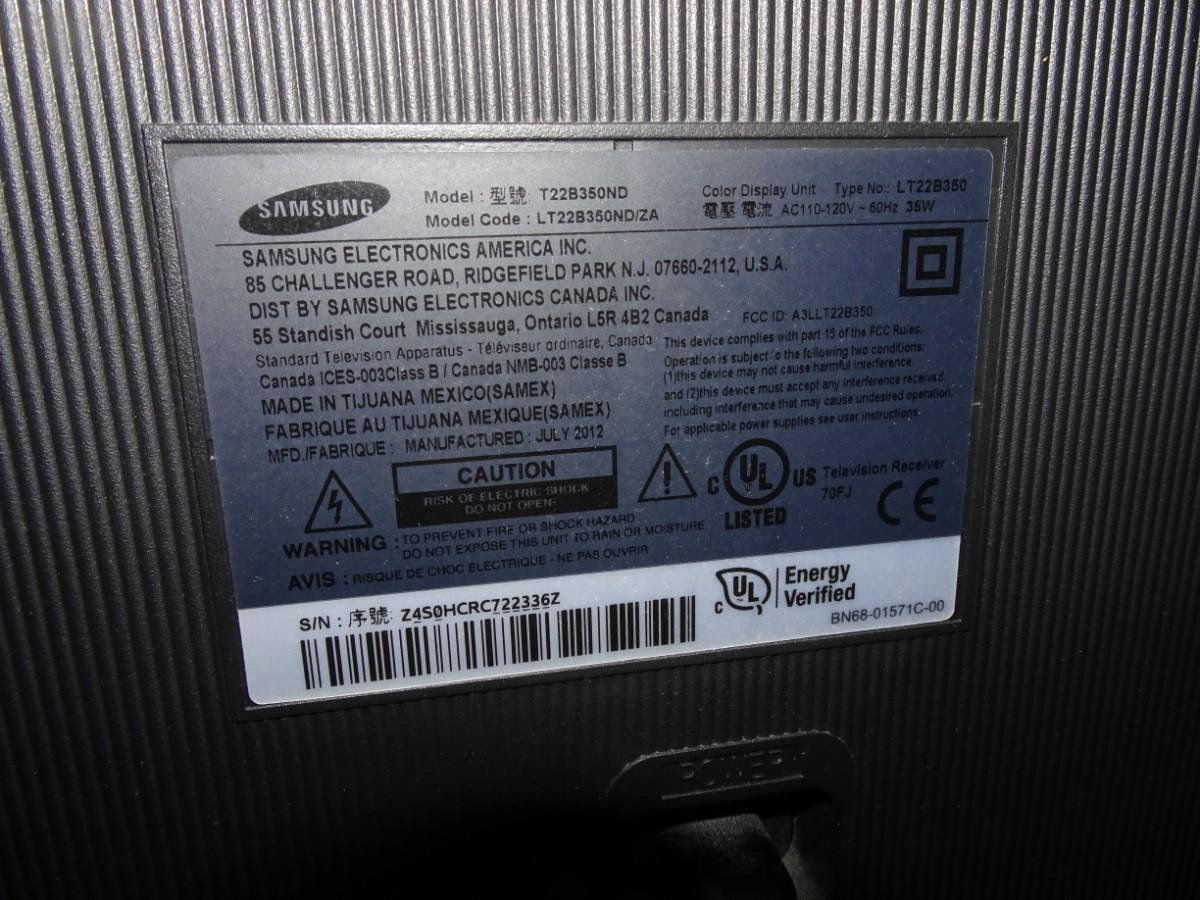 SAMSUNG
Model : 型號: T22B350ND
Model Code : LT22B350ND/ZA
Color Display Unit Type No.: LT22B350
電壓 電流 AC110-120V ~ 60Hz 35W
SAMSUNG ELECTRONICS AMERICA INC.
85 CHALLENGER ROAD, RIDGEFIELD PARK N.J. 07660-2112, U.S.A.
DIST BY SAMSUNG ELECTRONICS CANADA INC.
55 Standish Court Mississauga, Ontario L5R 4B2 Canada
Standard Television Apparatus - Téléviseur ordinaire, Canada
Canada ICES-003Class B / Canada NMB-003 Classe B
MADE IN TIJUANA MEXICO(SAMEX)
FABRIQUE AU TIJUANA MEXIQUE(SAMEX)
MFD./FABRIQUE : MANUFACTURED : JULY 2012
FCC ID: A3LLT22B350
This device complies with part 15 of the FCC Rules.
Operation is subject to the following two conditions:
(1)this device may not cause harmful interference.
and (2)this device must accept any interference received,
including interference that may cause undesired operation.
For applicable power supplies see user instructions.
CAUTION
RISK OF ELECTRIC SHOCK
DO NOT OPEN.
WARNING : TO PREVENT FIRE OR SHOCK HAZARD
DO NOT EXPOSE THIS UNIT TO RAIN OR MOISTURE
AVIS : RISQUE DE CHOC ELECTRIQUE - NE PAS OUVRIR
C UL US
LISTED
Television Receiver
70FJ
CE
S/N : 序號: Z4S0HCRC722336Z
C UL
Energy
Verified
BN68-01571C-00
POWER